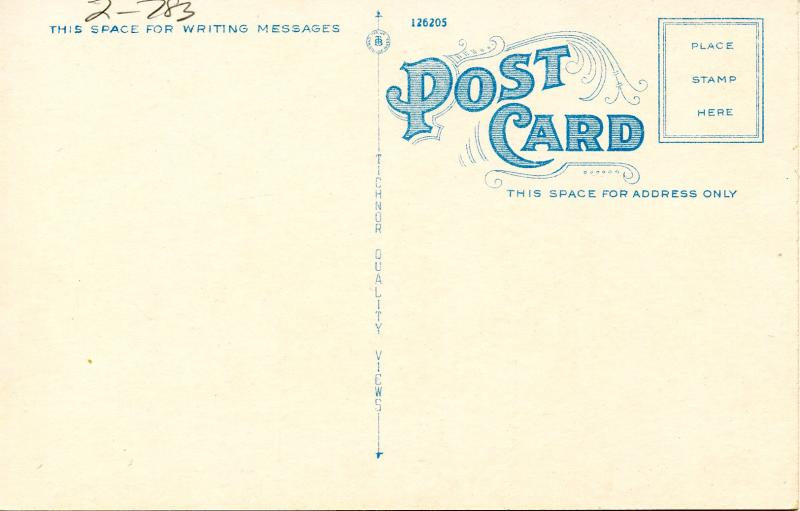 2-783
THIS SPACE FOR WRITING MESSAGES
TICHNOR QUALITY VIEWS
126205
POST
CARD
PLACE
STAMP
HERE
THIS SPACE FOR ADDRESS ONLY